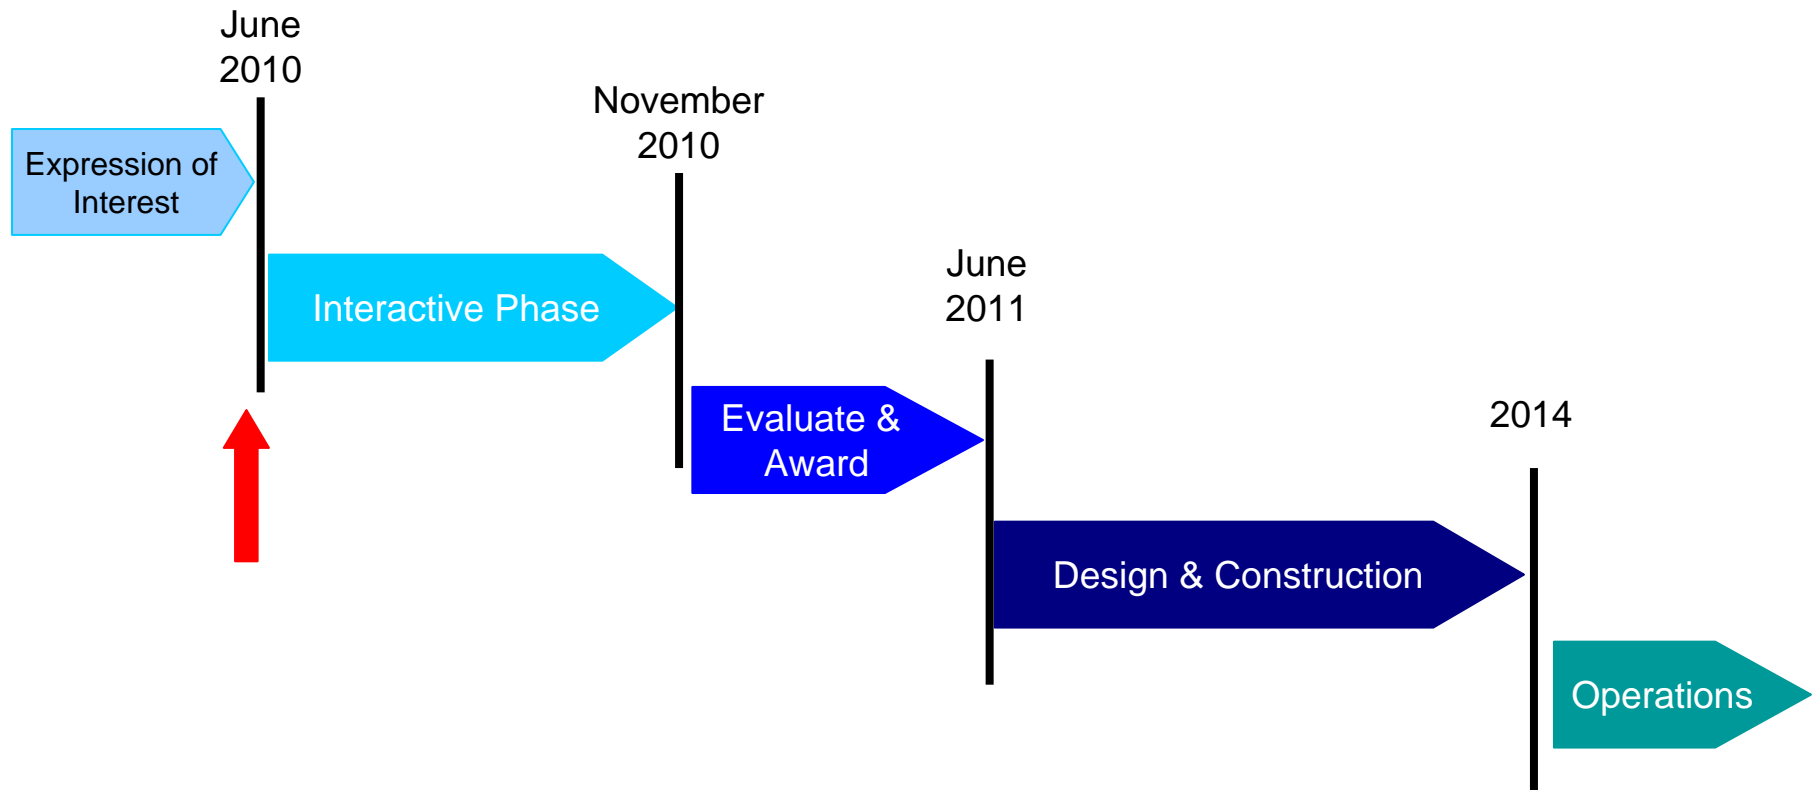 June
2010
Expression of
Interest
November
2010
Interactive Phase
June
2011
Evaluate &
Award
2014
Design & Construction
Operations